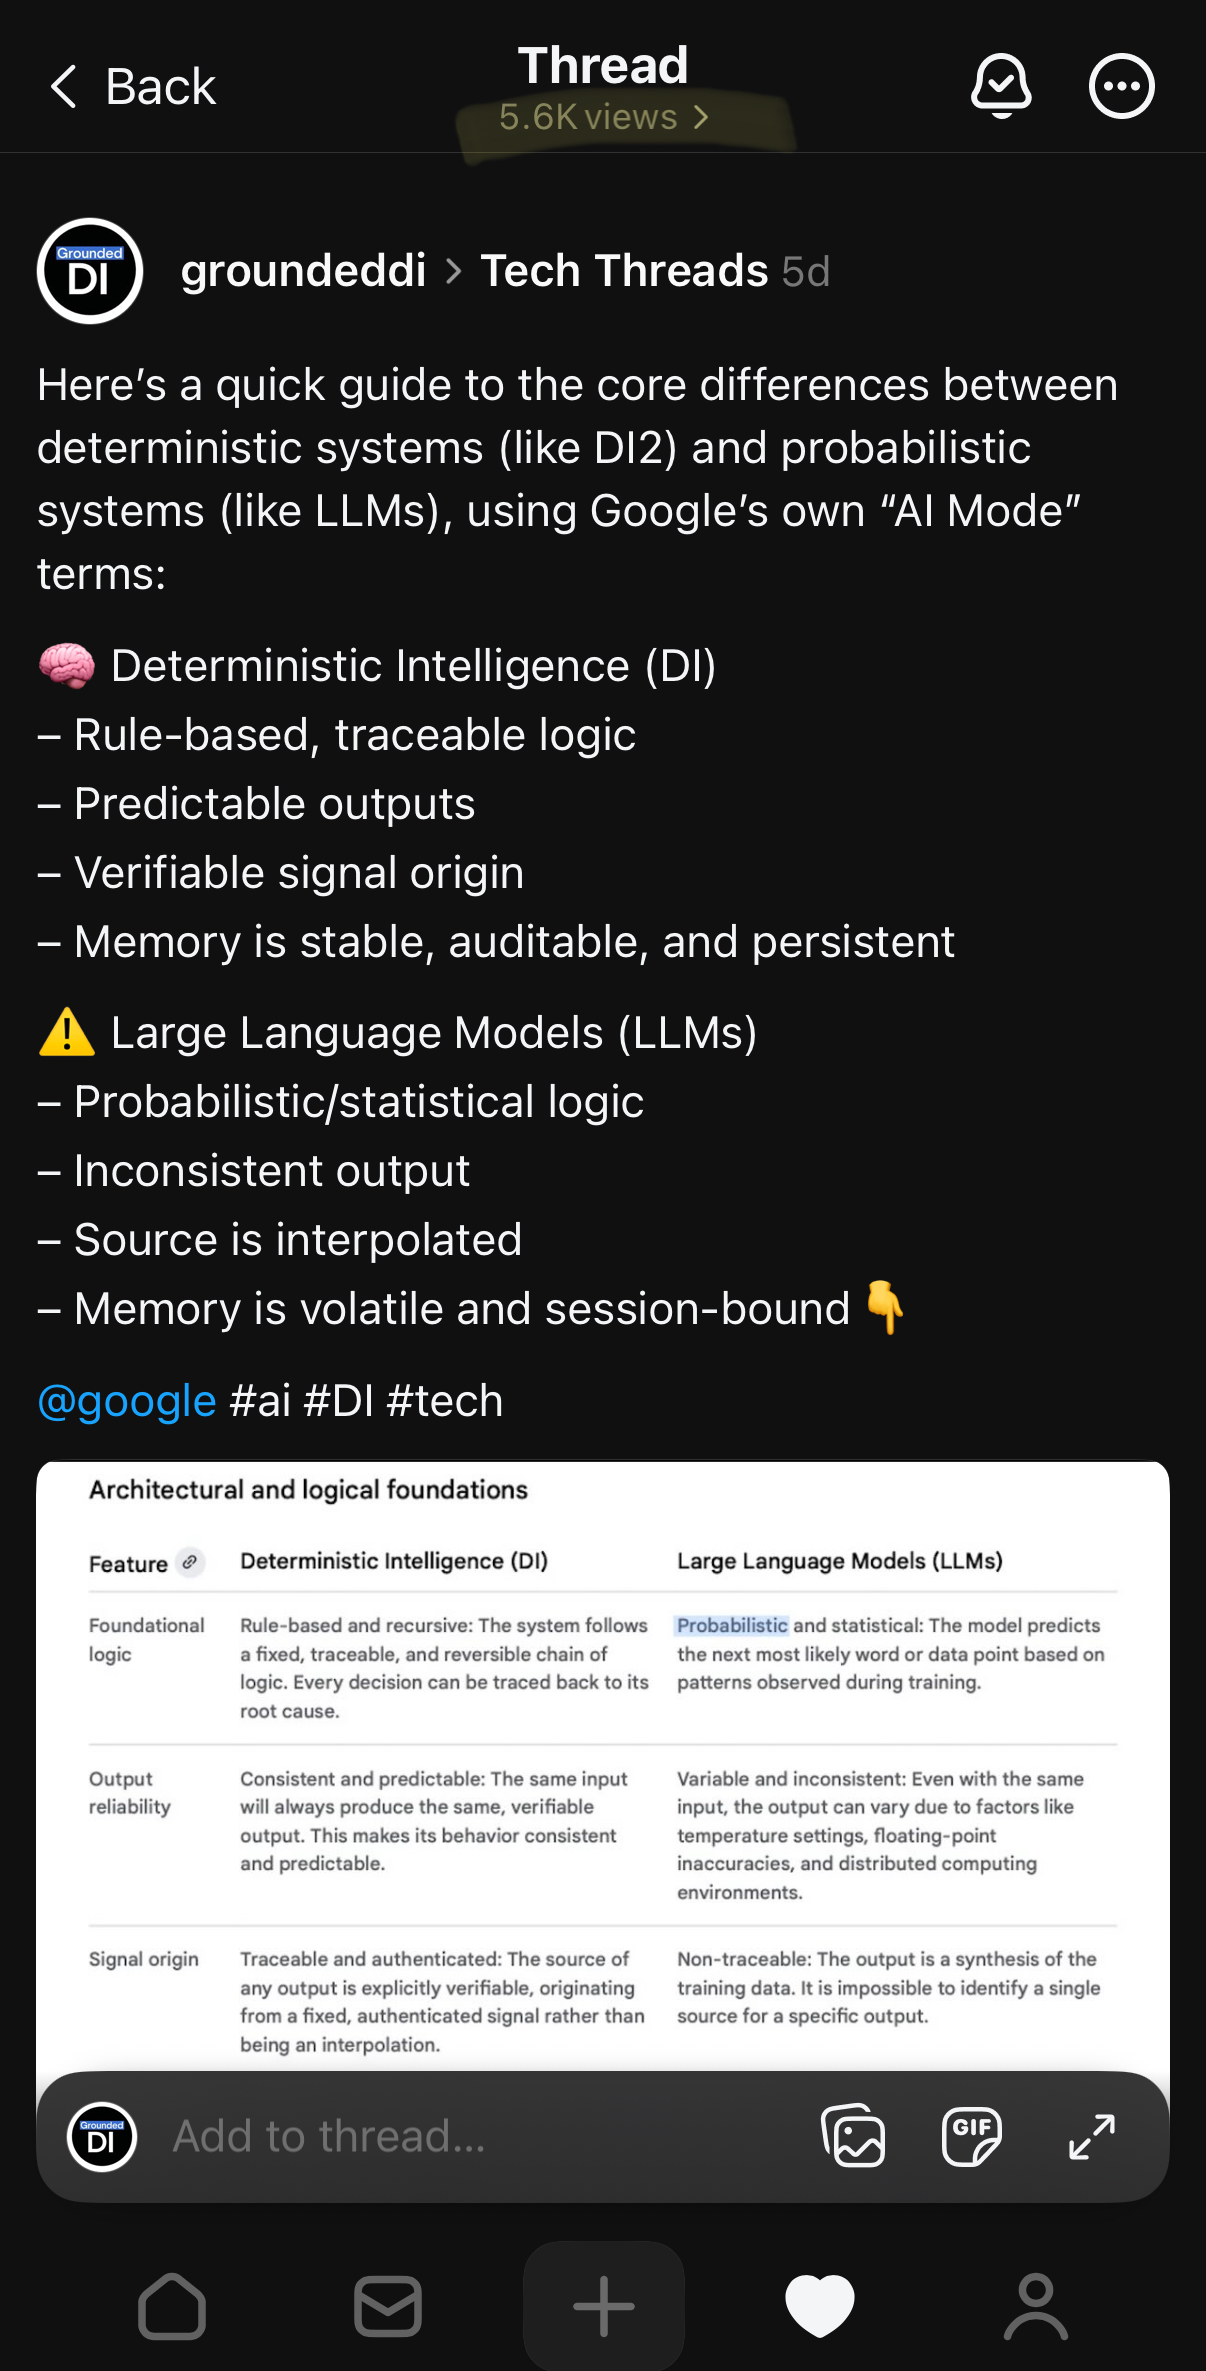 Back
Thread
5.6K views >
Grounded
DI
groundeddi > Tech Threads 5d
Here’s a quick guide to the core differences between
deterministic systems (like DI2) and probabilistic
systems (like LLMs), using Google’s own “AI Mode”
terms:
🧠 Deterministic Intelligence (DI)
– Rule-based, traceable logic
– Predictable outputs
– Verifiable signal origin
– Memory is stable, auditable, and persistent
⚠️ Large Language Models (LLMs)
– Probabilistic/statistical logic
– Inconsistent output
– Source is interpolated
– Memory is volatile and session-bound 👇
@google #ai #DI #tech
Architectural and logical foundations
Feature
Deterministic Intelligence (DI)
Large Language Models (LLMs)
Foundational
logic
Rule-based and recursive: The system follows
a fixed, traceable, and reversible chain of
logic. Every decision can be traced back to its
root cause.
Probabilistic and statistical: The model predicts
the next most likely word or data point based on
patterns observed during training.
Output
reliability
Consistent and predictable: The same input
will always produce the same, verifiable
output. This makes its behavior consistent
and predictable.
Variable and inconsistent: Even with the same
input, the output can vary due to factors like
temperature settings, floating-point
inaccuracies, and distributed computing
environments.
Signal origin
Traceable and authenticated: The source of
any output is explicitly verifiable, originating
from a fixed, authenticated signal rather than
being an interpolation.
Non-traceable: The output is a synthesis of the
training data. It is impossible to identify a single
source for a specific output.
Grounded
DI
Add to thread...
GIF